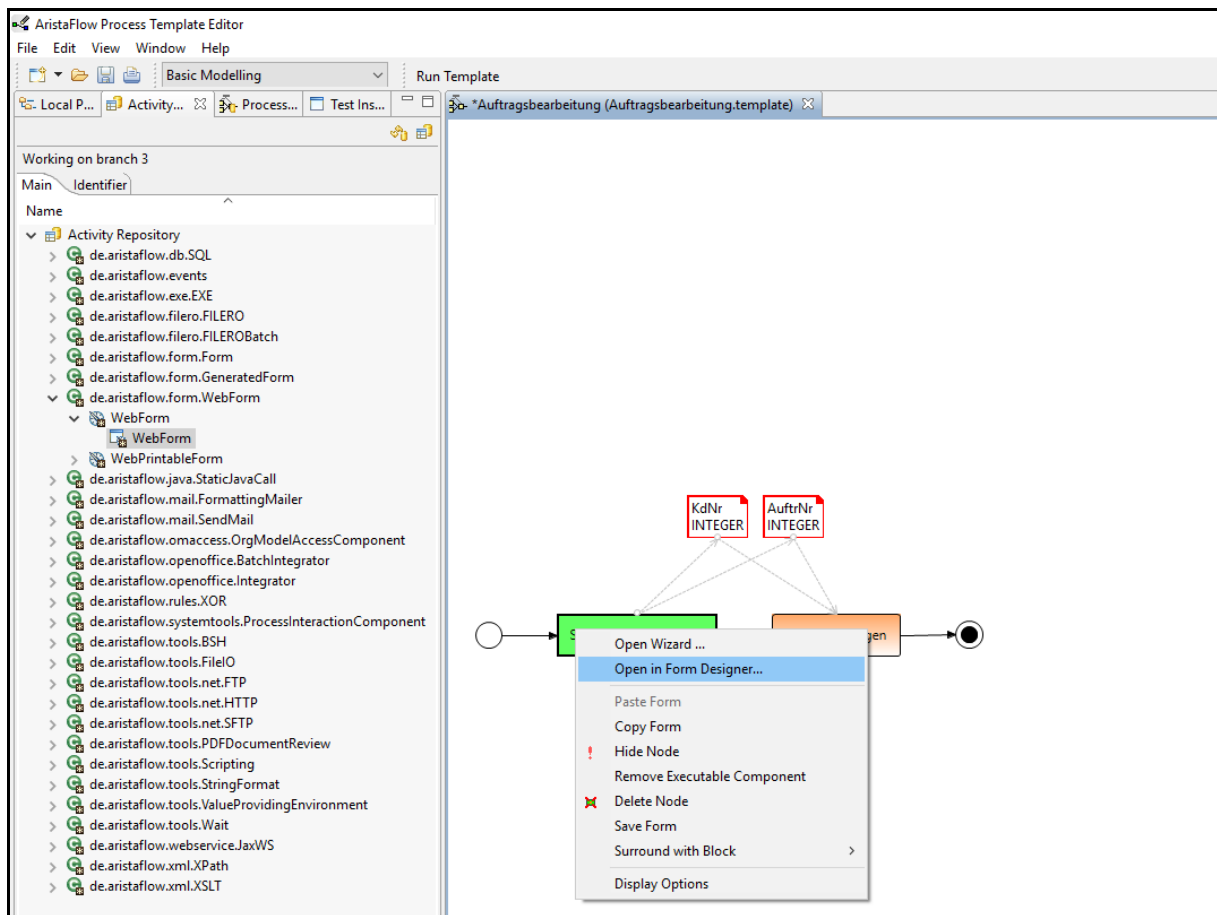 AristaFlow Process Template Editor
File Edit View Window Help
Basic Modelling Run Template
Local P... Activity... Process... Test Ins... *Auftragsbearbeitung (Auftragsbearbeitung.template)
Working on branch 3
Main Identifier
Name
Activity Repository
de.aristaflow.db.SQL
de.aristaflow.events
de.aristaflow.exe.EXE
de.aristaflow.filero.FILERO
de.aristaflow.filero.FILEROBatch
de.aristaflow.form.Form
de.aristaflow.form.GeneratedForm
de.aristaflow.form.WebForm
WebForm
WebForm
WebPrintableForm
de.aristaflow.java.StaticJavaCall
de.aristaflow.mail.FormattingMailer
de.aristaflow.mail.SendMail
de.aristaflow.omaccess.OrgModelAccessComponent
de.aristaflow.openoffice.BatchIntegrator
de.aristaflow.openoffice.Integrator
de.aristaflow.rules.XOR
de.aristaflow.systemtools.ProcessInteractionComponent
de.aristaflow.tools.BSH
de.aristaflow.tools.FileIO
de.aristaflow.tools.net.FTP
de.aristaflow.tools.net.HTTP
de.aristaflow.tools.net.SFTP
de.aristaflow.tools.PDFDocumentReview
de.aristaflow.tools.Scripting
de.aristaflow.tools.StringFormat
de.aristaflow.tools.ValueProvidingEnvironment
de.aristaflow.tools.Wait
de.aristaflow.webservice.JaxWS
de.aristaflow.xml.XPath
de.aristaflow.xml.XSLT
KdNr
INTEGER
AuftrNr
INTEGER
gen
Open Wizard ...
Open in Form Designer...
Paste Form
Copy Form
Hide Node
Remove Executable Component
Delete Node
Save Form
Surround with Block
Display Options